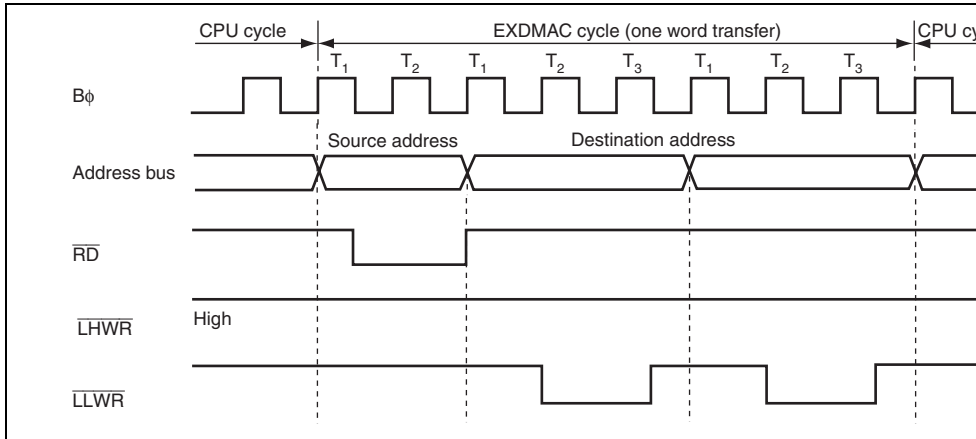 CPU cycle EXDMAC cycle (one word transfer) CPU cy
T1 T2 T1 T2 T3 T1 T2 T3
Bϕ
Source address Destination address
Address bus
RD
LHWR High
LLWR